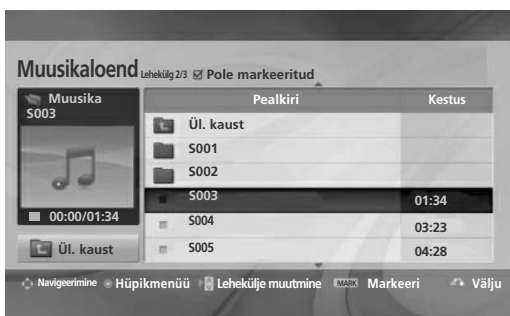 Muusikaloend Lehekülg 2/3 Pole markeeritud
Muusika
S003
00:00/01:34
Ül. kaust
Pealkiri Kestus
Ül. kaust
S001
S002
S003 01:34
S004 03:23
S005 04:28
Navigeerimine Hüpikmenüü Lehekülje muutmine MARK Markeeri Välju